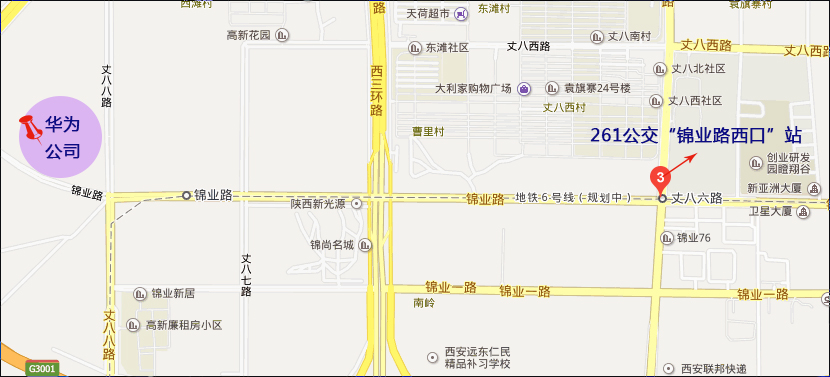 西滩村
路
天荷超市
东滩村
袁旗寨村
高新花园
东滩社区
丈八西路
丈八南村
丈八西路
丈八西路
丈八八路
西三环路
丈八北社区
大利家购物广场
袁旗寨24号楼
丈八西社区
丈八西村
华为
公司
曹里村
261公交“锦业路西口”站
创业研发
园瞪翔谷
3
锦业路
锦业路
锦业路
地铁6号线(规划中)
丈八六路
新亚洲大厦
陕西新光源
卫星大厦
锦尚名城
锦业76
丈八七路
锦业新居
锦业一路
锦业一路
锦业一路
南岭
丈八八路
高新廉租房小区
西安远东仁民
精品补习学校
G3001
西安联邦快递